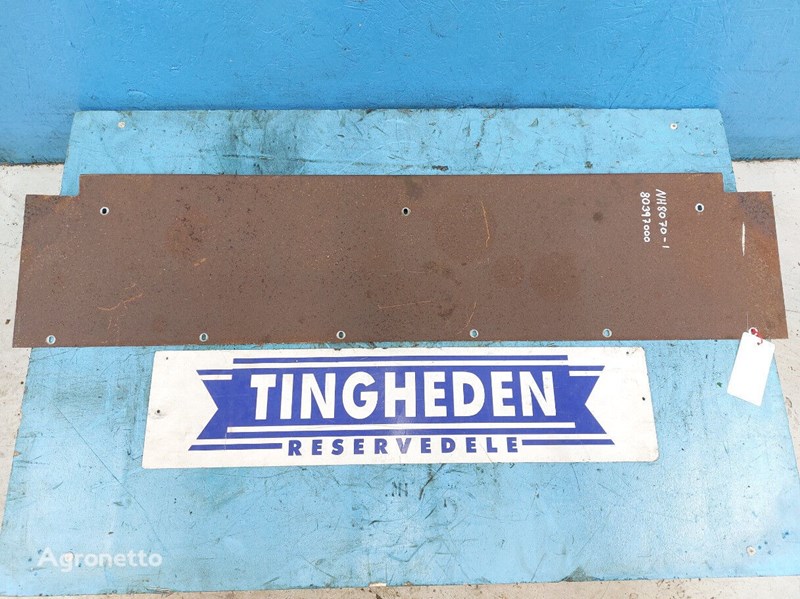 NH8070-1
80397000
TINGHEDEN
RESERVEDELE
Agronetto